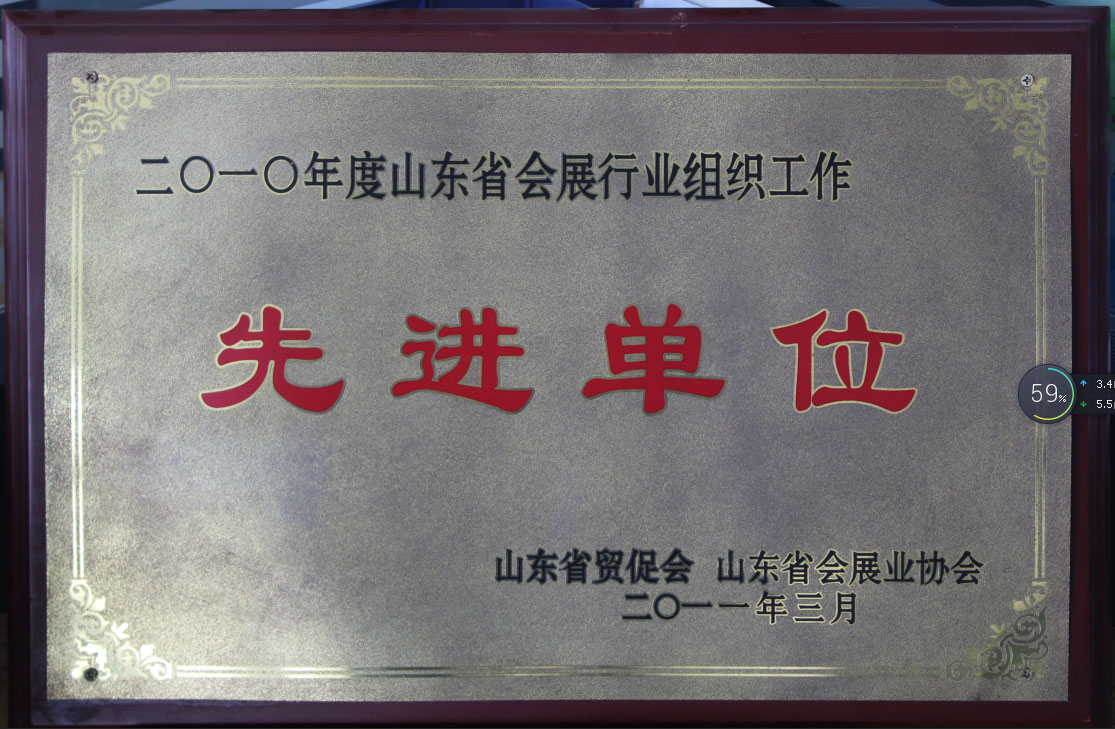 二〇一〇年度山东省会展行业组织工作
先进单位
59%
山东省贸促会 山东省会展业协会
二〇一一年三月